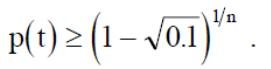 p(t) ≥ (1 − √0.1)^{1/n} .